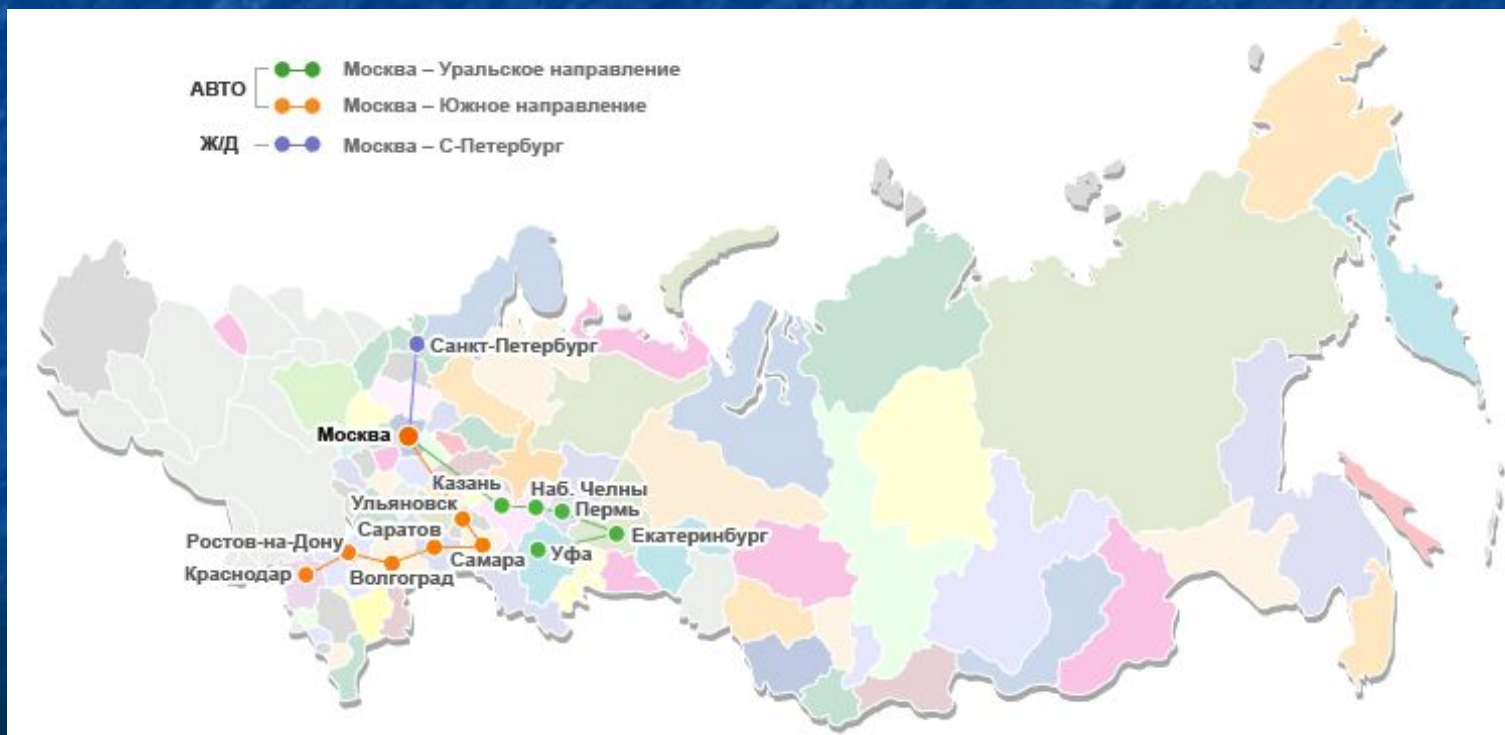 АВТО
Москва – Уральское направление
Москва – Южное направление
Ж/Д
Москва – С-Петербург
Санкт-Петербург
Москва
Казань
Наб. Челны
Ульяновск
Пермь
Саратов
Екатеринбург
Ростов-на-Дону
Самара
Уфа
Краснодар
Волгоград